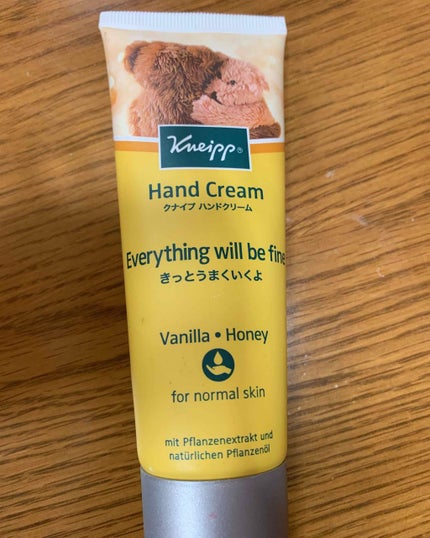 Kneipp®
Hand Cream
クナイプ ハンドクリーム
Everything will be fine
きっとうまくいくよ
Vanilla • Honey
for normal skin
mit Pflanzenextrakt und
natürlichen Pflanzenöl